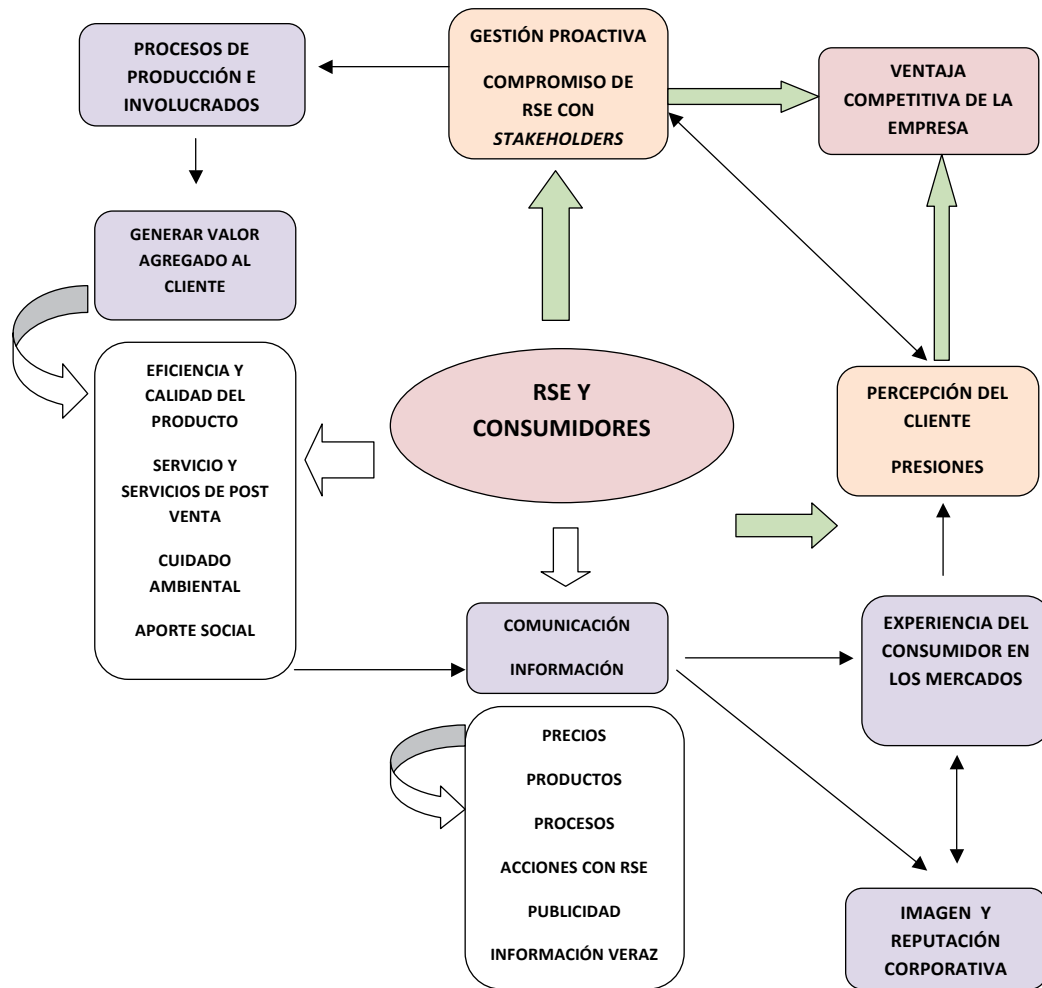 PROCESOS DE
PRODUCCIÓN E
INVOLUCRADOS
GESTIÓN PROACTIVA
COMPROMISO DE
RSE CON
STAKEHOLDERS
VENTAJA
COMPETITIVA DE LA
EMPRESA
GENERAR VALOR
AGREGADO AL
CLIENTE
EFICIENCIA Y
CALIDAD DEL
PRODUCTO
SERVICIO Y
SERVICIOS DE POST
VENTA
CUIDADO
AMBIENTAL
APORTE SOCIAL
RSE Y
CONSUMIDORES
PERCEPCIÓN DEL
CLIENTE
PRESIONES
COMUNICACIÓN
INFORMACIÓN
EXPERIENCIA DEL
CONSUMIDOR EN
LOS MERCADOS
PRECIOS
PRODUCTOS
PROCESOS
ACCIONES CON RSE
PUBLICIDAD
INFORMACIÓN VERAZ
IMAGEN Y
REPUTACIÓN
CORPORATIVA